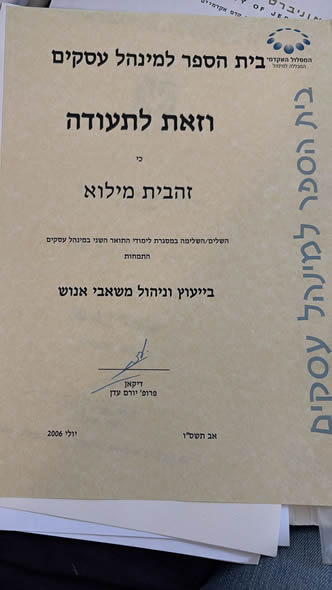 המסלול האקדמי
המכללה למינהל
בית הספר למינהל עסקים
וזאת לתעודה
כי
זהבית מילוא
השלים/השלימה במסגרת לימודי התואר השני במינהל עסקים
התמחות
בייעוץ וניהול משאבי אנוש
דיקאן
פרופ' יורם עדן
אב תשס"ו
יולי 2006
בית הספר למינהל עסקים